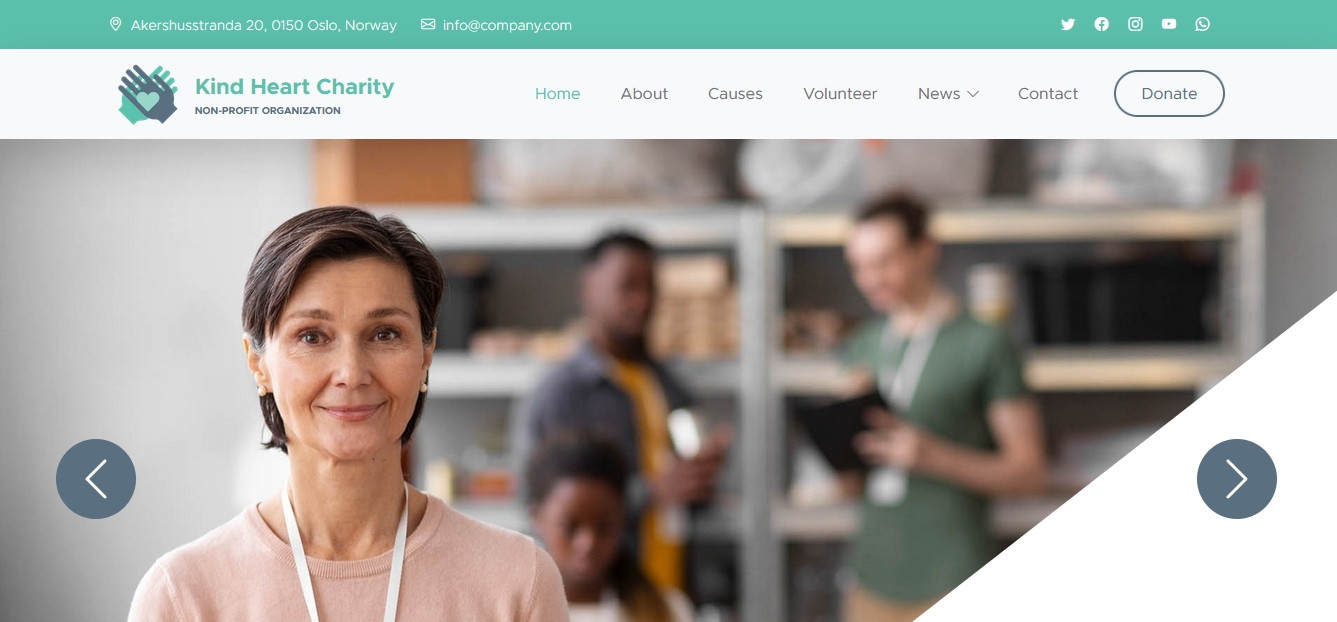 Akershusstranda 20, 0150 Oslo, Norway info@company.com
Kind Heart Charity
NON-PROFIT ORGANIZATION
Home About Causes Volunteer News Contact Donate